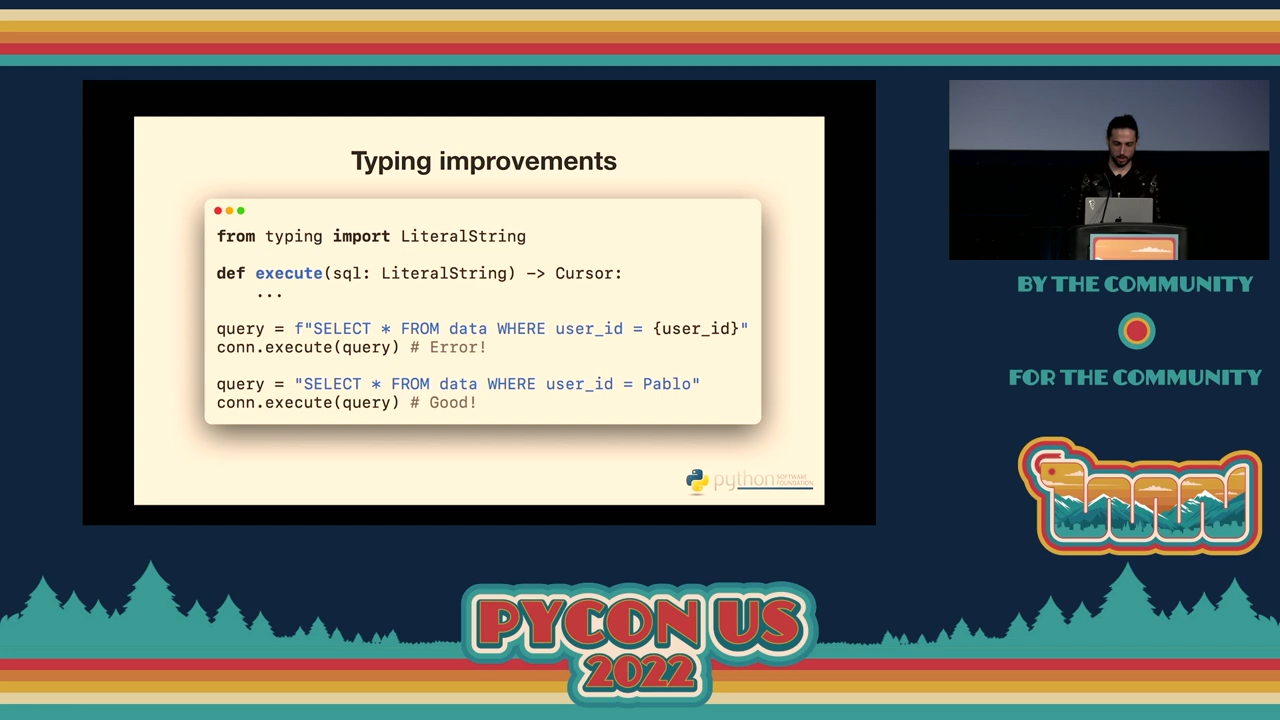 Typing improvements
from typing import LiteralString
def execute(sql: LiteralString) -> Cursor:
...
query = f"SELECT * FROM data WHERE user_id = {user_id}"
conn.execute(query) # Error!
query = "SELECT * FROM data WHERE user_id = Pablo"
conn.execute(query) # Good!
python SOFTWARE
FOUNDATION
BY THE COMMUNITY
FOR THE COMMUNITY
PYCON US
2022